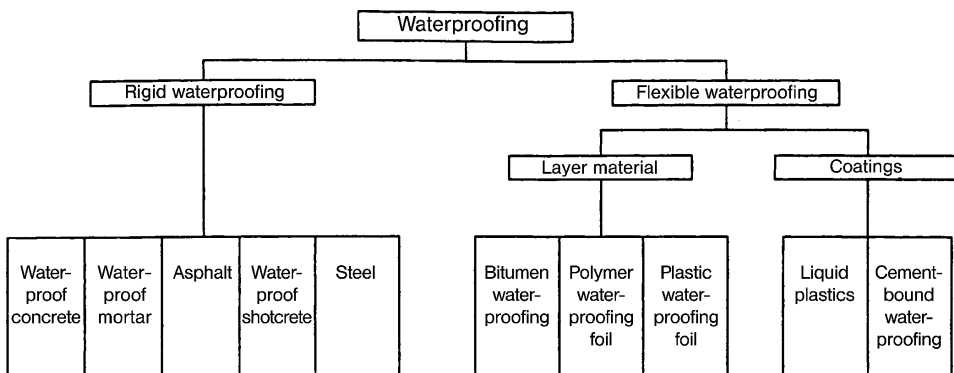 Waterproofing
Rigid waterproofing
Flexible waterproofing
Layer material
Coatings
Water-
proof
concrete
Water-
proof
mortar
Asphalt
Water-
proof
shotcrete
Steel
Bitumen
water-
proofing
Polymer
water-
proofing
foil
Plastic
water-
proofing
foil
Liquid
plastics
Cement-
bound
water-
proofing